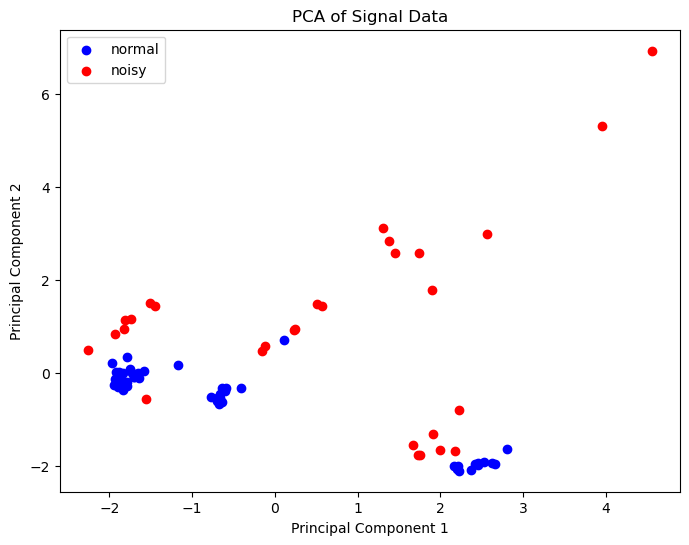 PCA of Signal Data
normal
noisy
Principal Component 2
6
4
2
0
−2
−2 −1 0 1 2 3 4
Principal Component 1